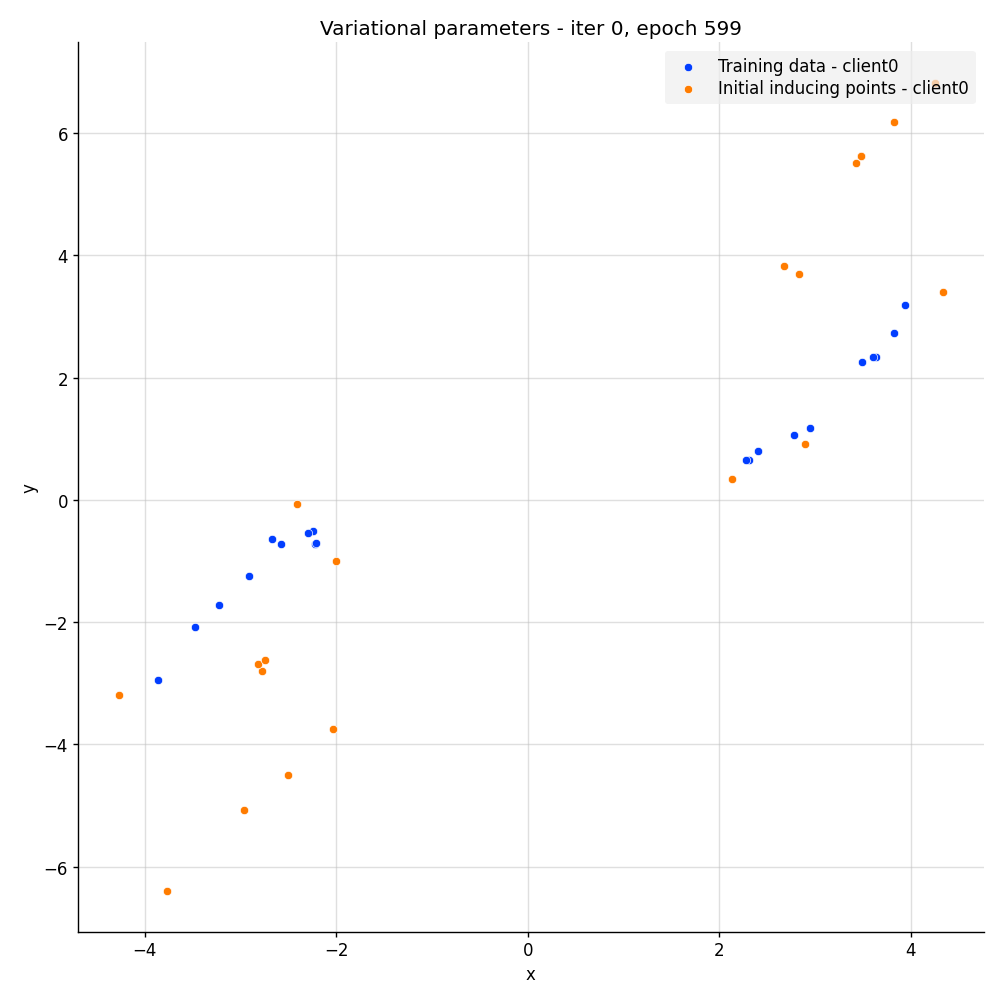 Variational parameters - iter 0, epoch 599
Training data - client0
Initial inducing points - client0
6
4
2
0
−2
−4
−6
y
−4
−2
0
2
4
x